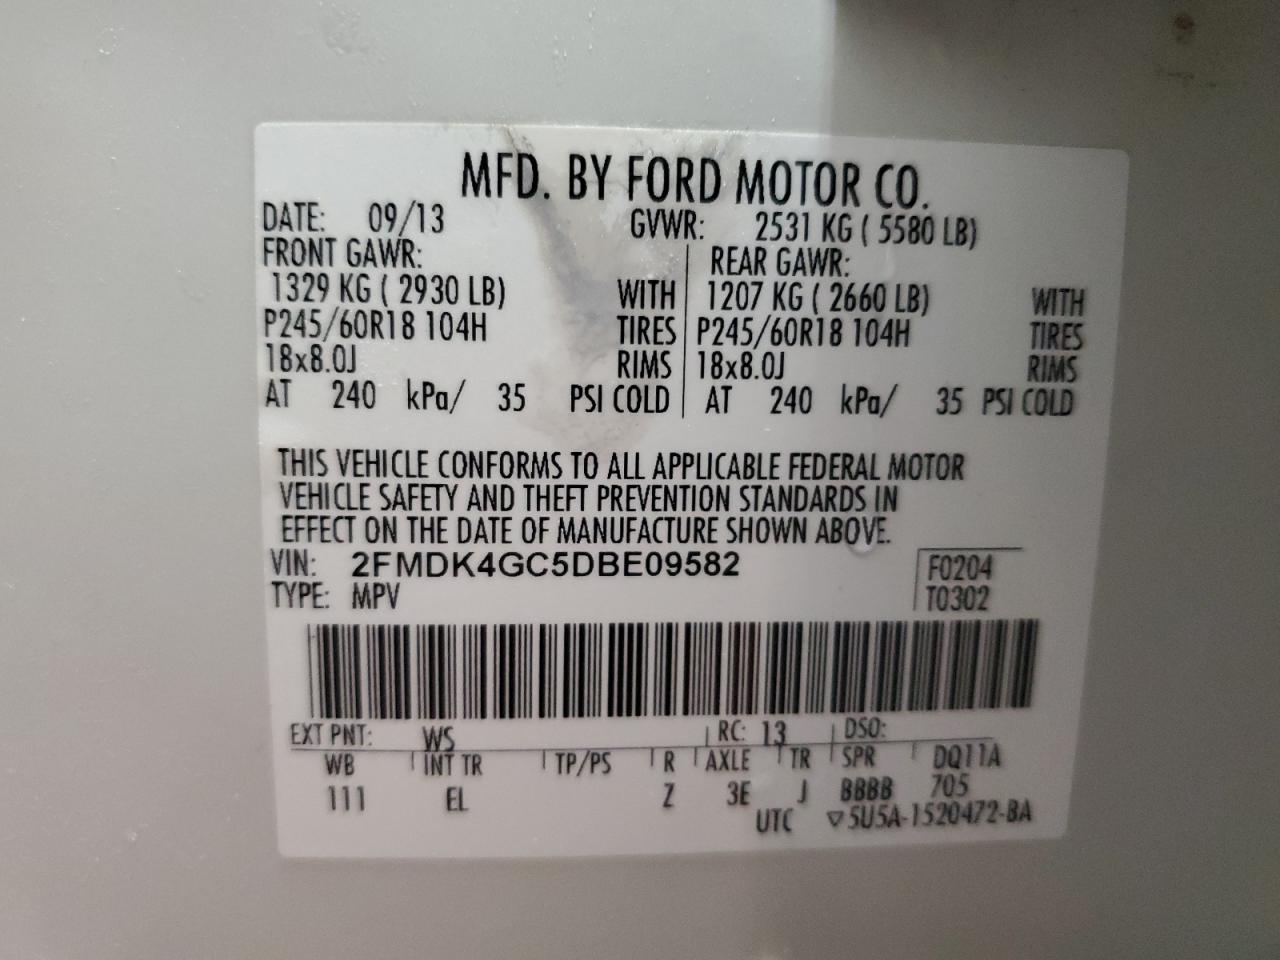 MFD. BY FORD MOTOR CO.
DATE: 09/13 GVWR: 2531 KG ( 5580 LB)
FRONT GAWR: REAR GAWR:
1329 KG ( 2930 LB) WITH 1207 KG ( 2660 LB) WITH
P245/60R18 104H TIRES P245/60R18 104H TIRES
18x8.0J RIMS 18x8.0J RIMS
AT 240 kPa/ 35 PSI COLD AT 240 kPa/ 35 PSI COLD
THIS VEHICLE CONFORMS TO ALL APPLICABLE FEDERAL MOTOR
VEHICLE SAFETY AND THEFT PREVENTION STANDARDS IN
EFFECT ON THE DATE OF MANUFACTURE SHOWN ABOVE.
VIN: 2FMDK4GC5DBE09582 F0204
TYPE: MPV T0302
EXT PNT: WS RC: 13 DSO:
WB INT TR TP/PS R AXLE TR SPR DQ11A
111 EL Z 3E J BBBB 705
UTC ▽5U5A-1520472-BA